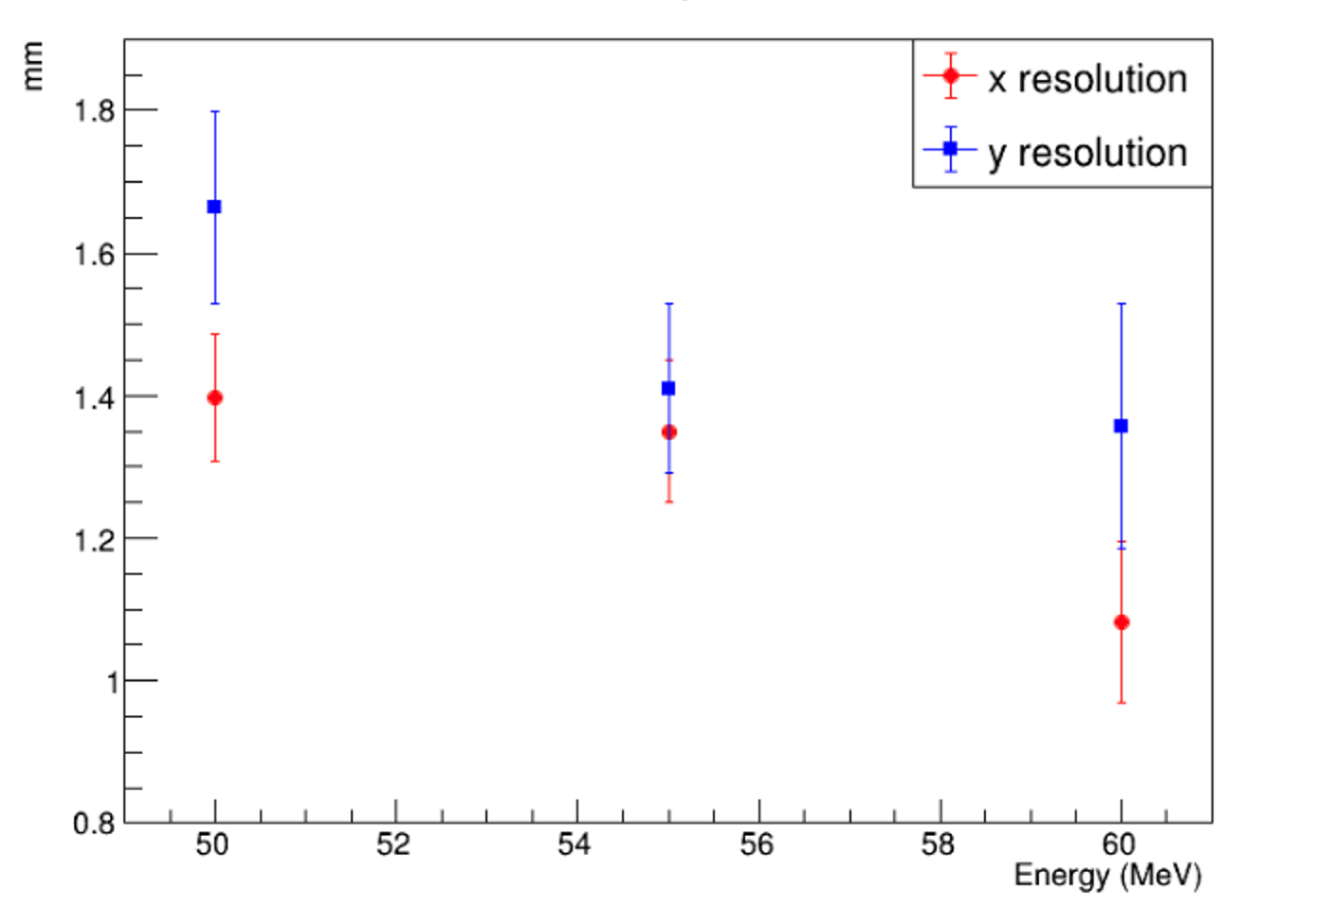 mm
x resolution
y resolution
1.8
1.6
1.4
1.2
1
0.8
50 52 54 56 58 60
Energy (MeV)